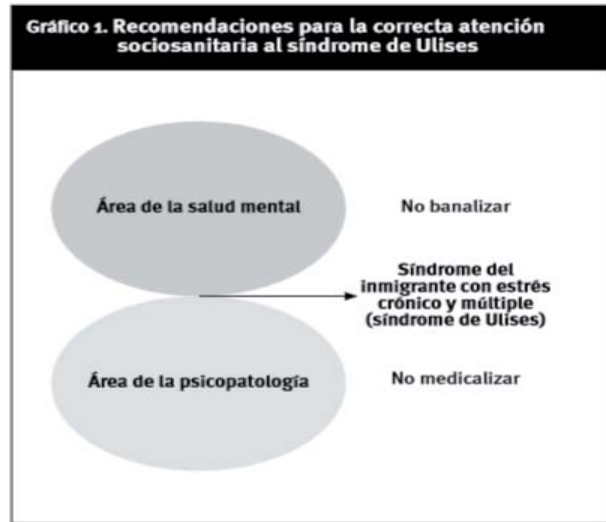 Gráfico 1. Recomendaciones para la correcta atención
sociosanitaria al síndrome de Ulises
Área de la salud mental
No banalizar
Síndrome del
inmigrante con estrés
crónico y múltiple
(síndrome de Ulises)
Área de la psicopatología
No medicalizar